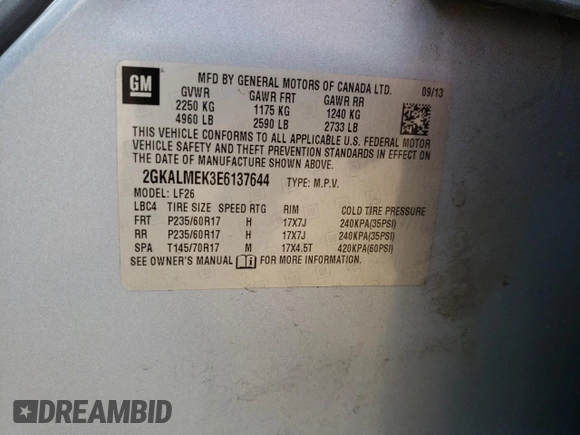 GM
MFD BY GENERAL MOTORS OF CANADA LTD.
09/13
GVWR GAWR FRT GAWR RR
2250 KG 1175 KG 1240 KG
4960 LB 2590 LB 2733 LB
THIS VEHICLE CONFORMS TO ALL APPLICABLE U.S. FEDERAL MOTOR
VEHICLE SAFETY AND THEFT PREVENTION STANDARDS IN EFFECT ON
THE DATE OF MANUFACTURE SHOWN ABOVE.
2GKALMEK3E6137644 TYPE: M.P.V.
MODEL: LF26
LBC4 TIRE SIZE SPEED RTG RIM COLD TIRE PRESSURE
FRT P235/60R17 H 17X7J 240KPA(35PSI)
RR P235/60R17 H 17X7J 240KPA(35PSI)
SPA T145/70R17 M 17X4.5T 420KPA(60PSI)
SEE OWNER'S MANUAL FOR MORE INFORMATION.
DREAMBID